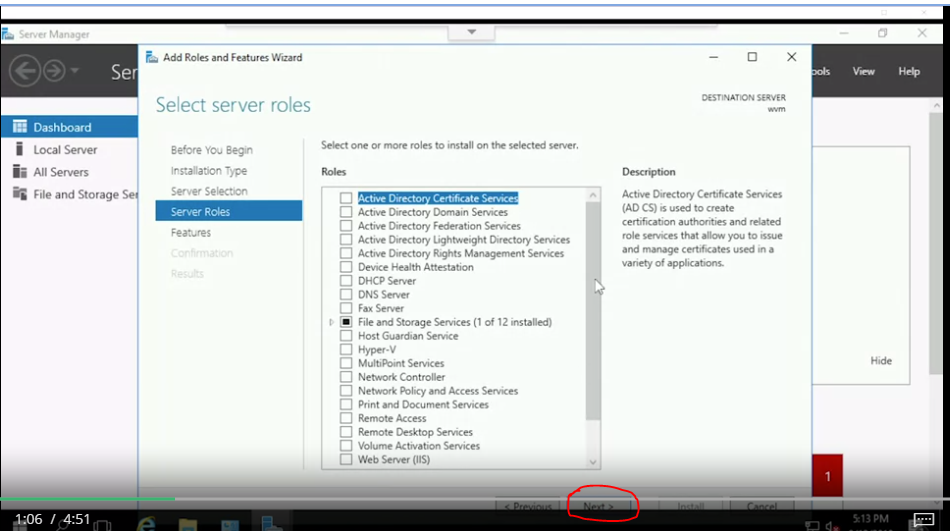 Server Manager
Add Roles and Features Wizard
Ser
ools View Help
Select server roles
DESTINATION SERVER
wvm
Dashboard
Local Server
All Servers
File and Storage Ser
Before You Begin
Installation Type
Server Selection
Server Roles
Features
Confirmation
Results
Select one or more roles to install on the selected server.
Roles
Active Directory Certificate Services
Active Directory Domain Services
Active Directory Federation Services
Active Directory Lightweight Directory Services
Active Directory Rights Management Services
Device Health Attestation
DHCP Server
DNS Server
Fax Server
File and Storage Services (1 of 12 installed)
Host Guardian Service
Hyper-V
MultiPoint Services
Network Controller
Network Policy and Access Services
Print and Document Services
Remote Access
Remote Desktop Services
Volume Activation Services
Web Server (IIS)
Description
Active Directory Certificate Services
(AD CS) is used to create
certification authorities and related
role services that allow you to issue
and manage certificates used in a
variety of applications.
Hide
1
< Previous Next > Install Cancel
1:06 / 4:51
5:13 PM